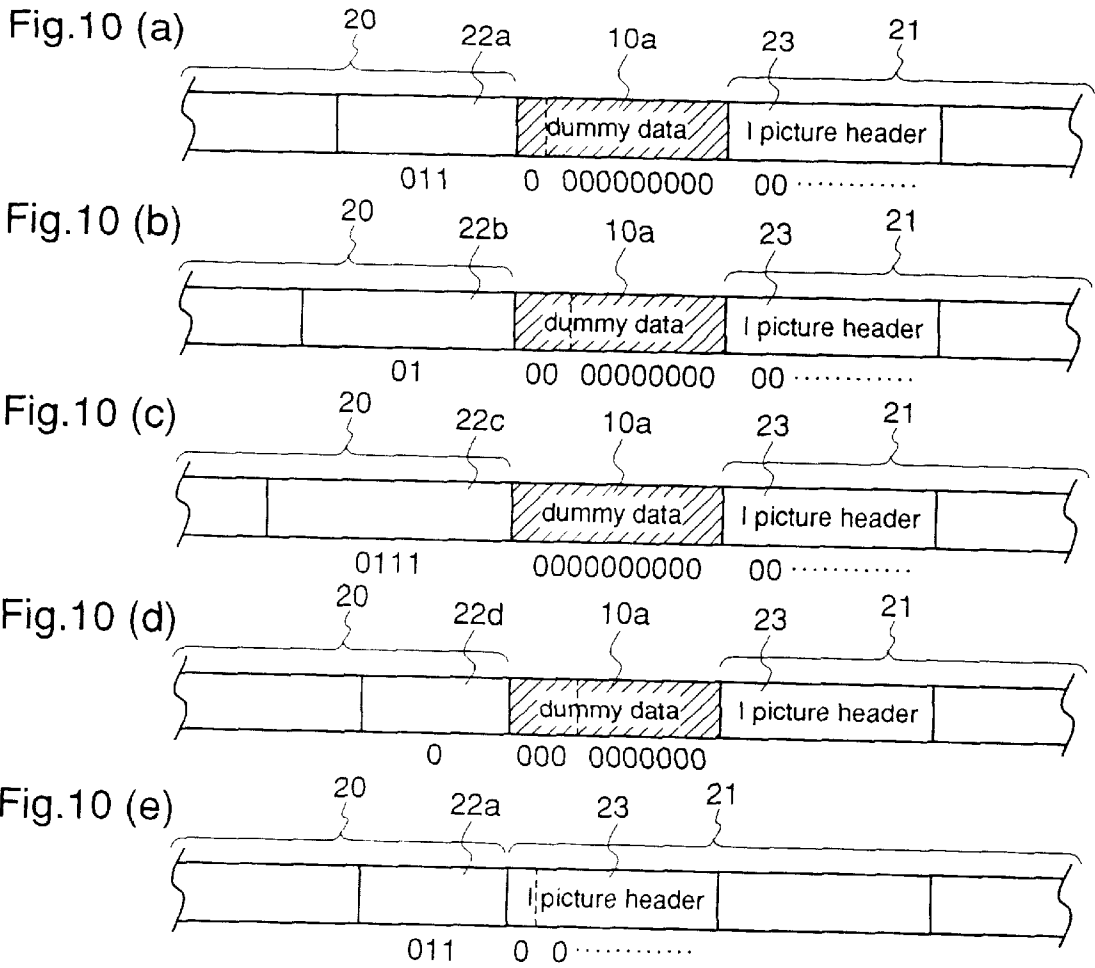 Fig.10 (a)
20 22a 10a 23 21
dummy data I picture header
011 0 000000000 00 ············
Fig.10 (b)
20 22b 10a 23 21
dummy data I picture header
01 00 00000000 00 ············
Fig.10 (c)
20 22c 10a 23 21
dummy data I picture header
0111 0000000000 00 ············
Fig.10 (d)
20 22d 10a 23 21
dummy data I picture header
0 000 0000000
Fig.10 (e)
20 22a 23 21
I picture header
011 0 0 ············